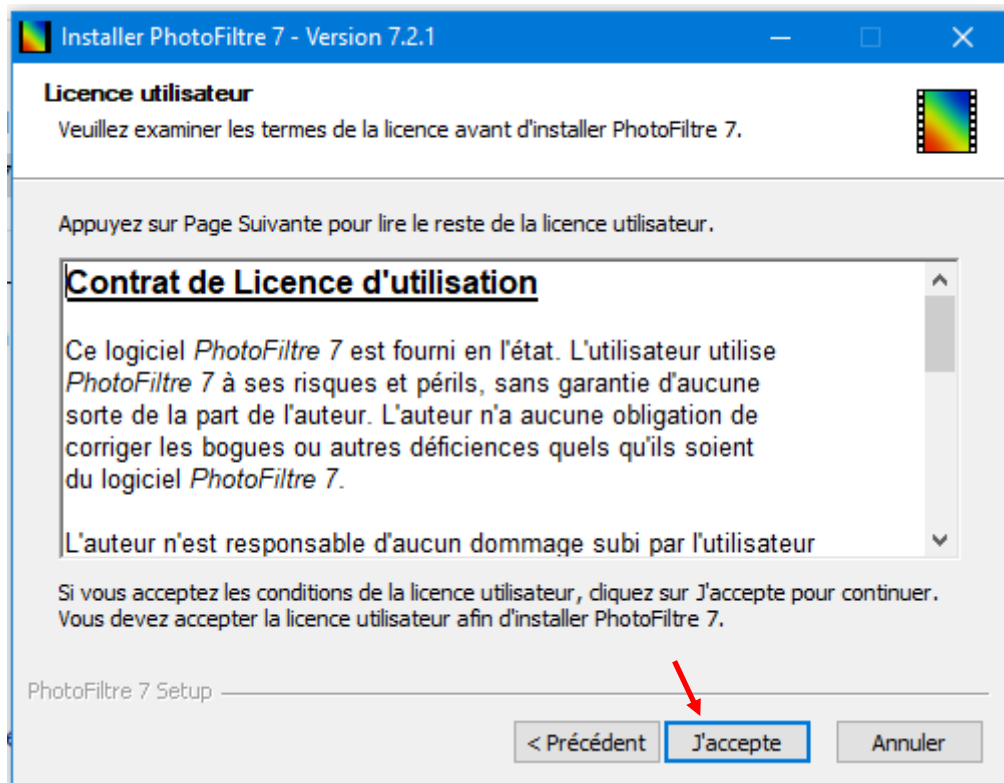 Installer PhotoFiltre 7 - Version 7.2.1
Licence utilisateur
Veuillez examiner les termes de la licence avant d'installer PhotoFiltre 7.
Appuyez sur Page Suivante pour lire le reste de la licence utilisateur.
Contrat de Licence d'utilisation
Ce logiciel PhotoFiltre 7 est fourni en l'état. L'utilisateur utilise
PhotoFiltre 7 à ses risques et périls, sans garantie d'aucune
sorte de la part de l'auteur. L'auteur n'a aucune obligation de
corriger les bogues ou autres déficiences quels qu'ils soient
du logiciel PhotoFiltre 7.
L'auteur n'est responsable d'aucun dommage subi par l'utilisateur
Si vous acceptez les conditions de la licence utilisateur, cliquez sur J'accepte pour continuer.
Vous devez accepter la licence utilisateur afin d'installer PhotoFiltre 7.
PhotoFiltre 7 Setup
< Précédent J'accepte Annuler